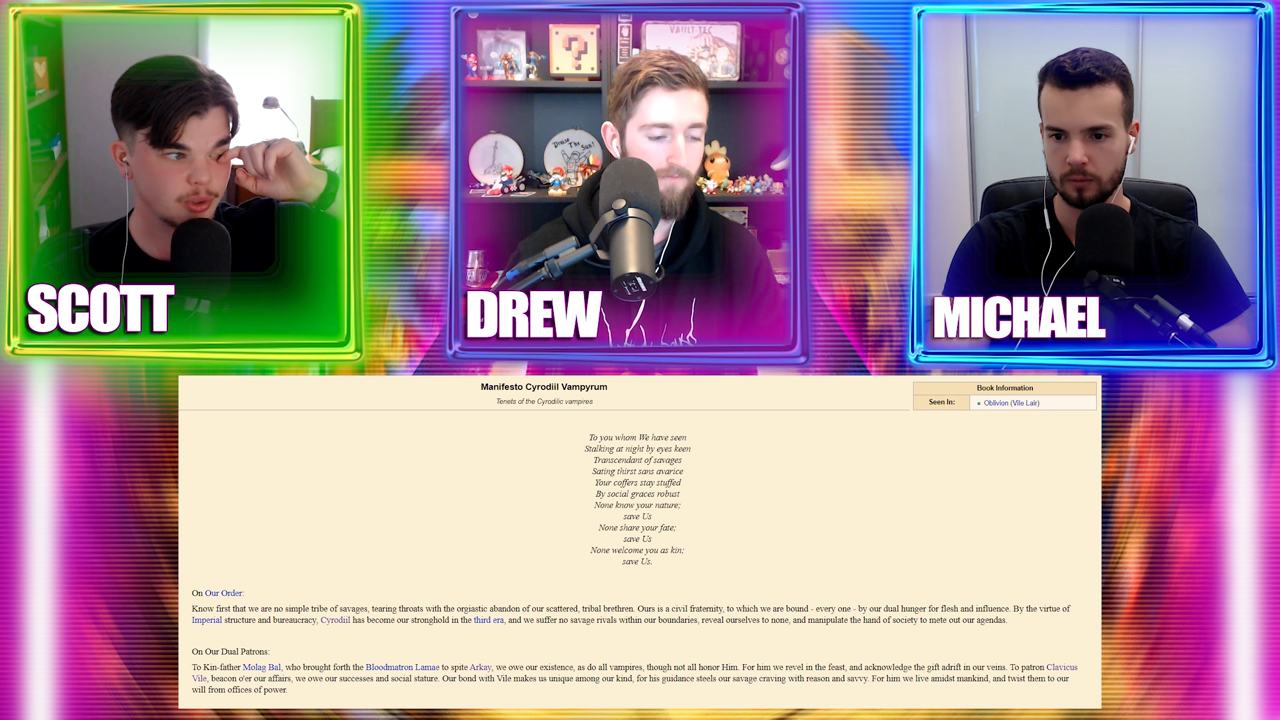 VAULT-TEC
Praise The Sun!
SCOTT
DREW
MICHAEL
Manifesto Cyrodiil Vampyrum
Tenets of the Cyrodilic vampires
Book Information
Seen In:
Oblivion (Vile Lair)
To you whom We have seen
Stalking at night by eyes keen
Transcendant of savages
Sating thirst sans avarice
Your coffers stay stuffed
By social graces robust
None know your nature;
save Us
None share your fate;
save Us
None welcome you as kin;
save Us.
On Our Order:
Know first that we are no simple tribe of savages, tearing throats with the orgiastic abandon of our scattered, tribal brethren. Ours is a civil fraternity, to which we are bound - every one - by our dual hunger for flesh and influence. By the virtue of
Imperial structure and bureaucracy, Cyrodiil has become our stronghold in the third era, and we suffer no savage rivals within our boundaries, reveal ourselves to none, and manipulate the hand of society to mete out our agendas.
On Our Dual Patrons:
To Kin-father Molag Bal, who brought forth the Bloodmatron Lamae to spite Arkay, we owe our existence, as do all vampires, though not all honor Him. For him we revel in the feast, and acknowledge the gift adrift in our veins. To patron Clavicus
Vile, beacon o'er our affairs, we owe our successes and social stature. Our bond with Vile makes us unique among our kind, for his guidance steels our savage craving with reason and savvy. For him we live amidst mankind, and twist them to our
will from offices of power.